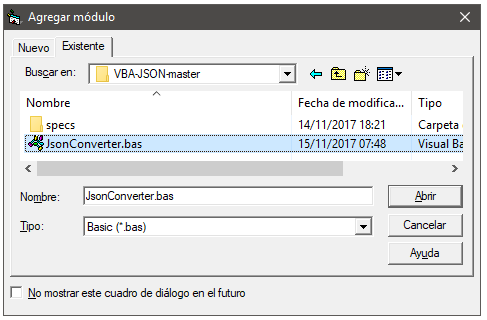 Agregar módulo
Nuevo
Existente
Buscar en:
VBA-JSON-master
Nombre
Fecha de modifica...
Tipo
specs
14/11/2017 18:21
Carpeta
JsonConverter.bas
15/11/2017 07:48
Visual Ba
Nombre:
JsonConverter.bas
Abrir
Tipo:
Basic (*.bas)
Cancelar
Ayuda
No mostrar este cuadro de diálogo en el futuro